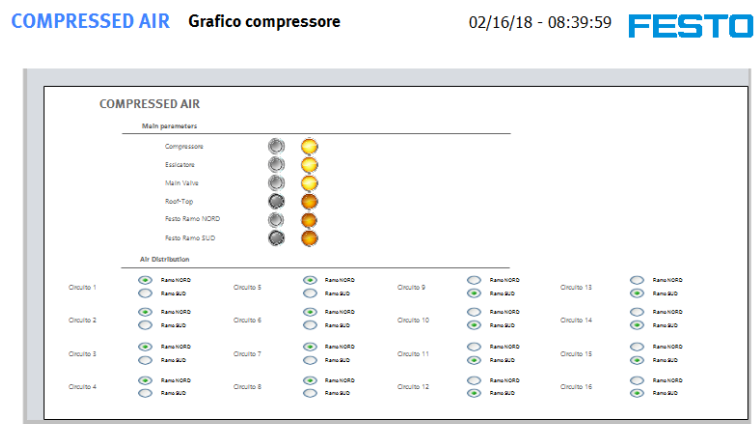 COMPRESSED AIR Grafico compressore 02/16/18 - 08:39:59 FESTO
COMPRESSED AIR
Main parameters
Compressore
Essicatore
Main Valve
Roof-Top
Festo Ramo NORD
Festo Ramo SUD
Air Distribution
Circuito 1 Ramo NORD Ramo SUD
Circuito 5 Ramo NORD Ramo SUD
Circuito 9 Ramo NORD Ramo SUD
Circuito 13 Ramo NORD Ramo SUD
Circuito 2 Ramo NORD Ramo SUD
Circuito 6 Ramo NORD Ramo SUD
Circuito 10 Ramo NORD Ramo SUD
Circuito 14 Ramo NORD Ramo SUD
Circuito 3 Ramo NORD Ramo SUD
Circuito 7 Ramo NORD Ramo SUD
Circuito 11 Ramo NORD Ramo SUD
Circuito 15 Ramo NORD Ramo SUD
Circuito 4 Ramo NORD Ramo SUD
Circuito 8 Ramo NORD Ramo SUD
Circuito 12 Ramo NORD Ramo SUD
Circuito 16 Ramo NORD Ramo SUD